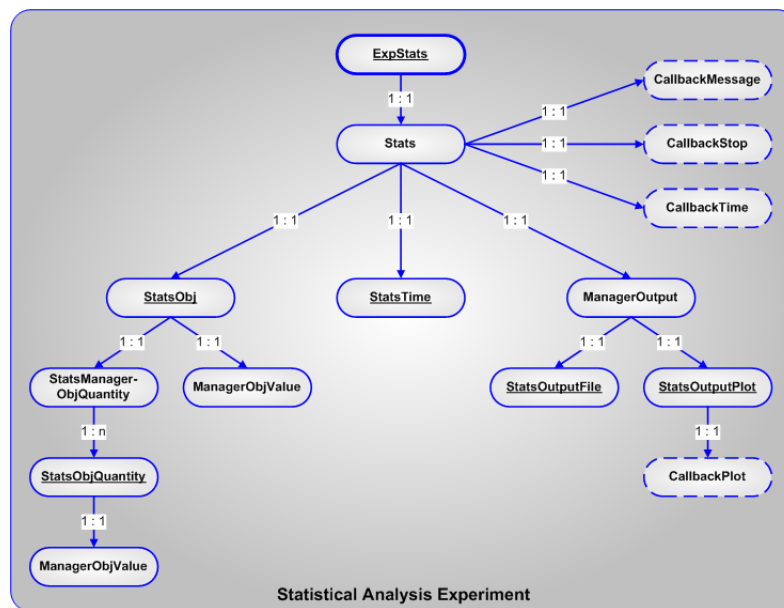 ExpStats
1 : 1
CallbackMessage
1 : 1
Stats
1 : 1
CallbackStop
1 : 1
CallbackTime
1 : 1
1 : 1
1 : 1
StatsObj
StatsTime
ManagerOutput
1 : 1
1 : 1
1 : 1
1 : 1
StatsManager-
ObjQuantity
ManagerObjValue
StatsOutputFile
StatsOutputPlot
1 : n
1 : 1
StatsObjQuantity
CallbackPlot
1 : 1
ManagerObjValue
Statistical Analysis Experiment